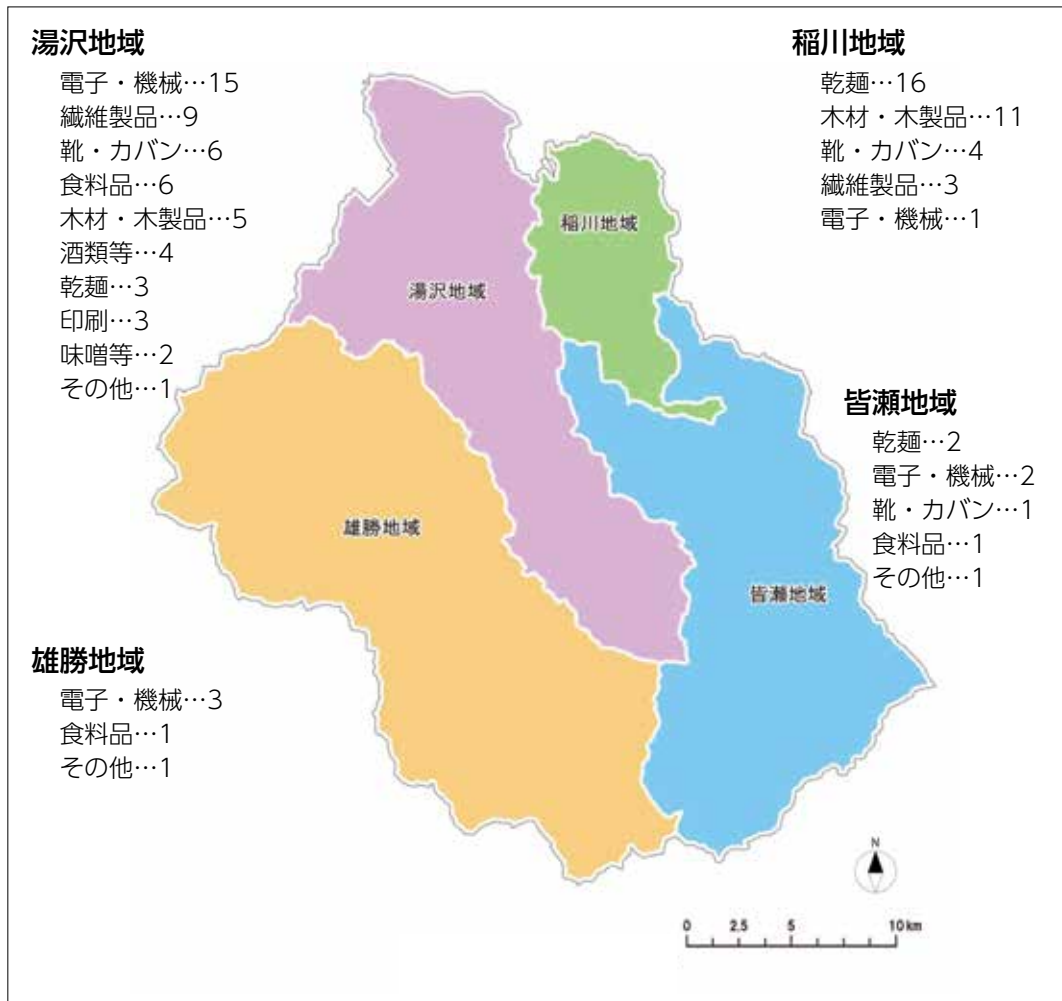 湯沢地域
電子・機械…15
繊維製品…9
靴・カバン…6
食料品…6
木材・木製品…5
酒類等…4
乾麺…3
印刷…3
味噌等…2
その他…1
稲川地域
乾麺…16
木材・木製品…11
靴・カバン…4
繊維製品…3
電子・機械…1
稲川地域
湯沢地域
皆瀬地域
乾麺…2
電子・機械…2
靴・カバン…1
食料品…1
その他…1
雄勝地域
皆瀬地域
雄勝地域
電子・機械…3
食料品…1
その他…1
N
0 2.5 5 10km